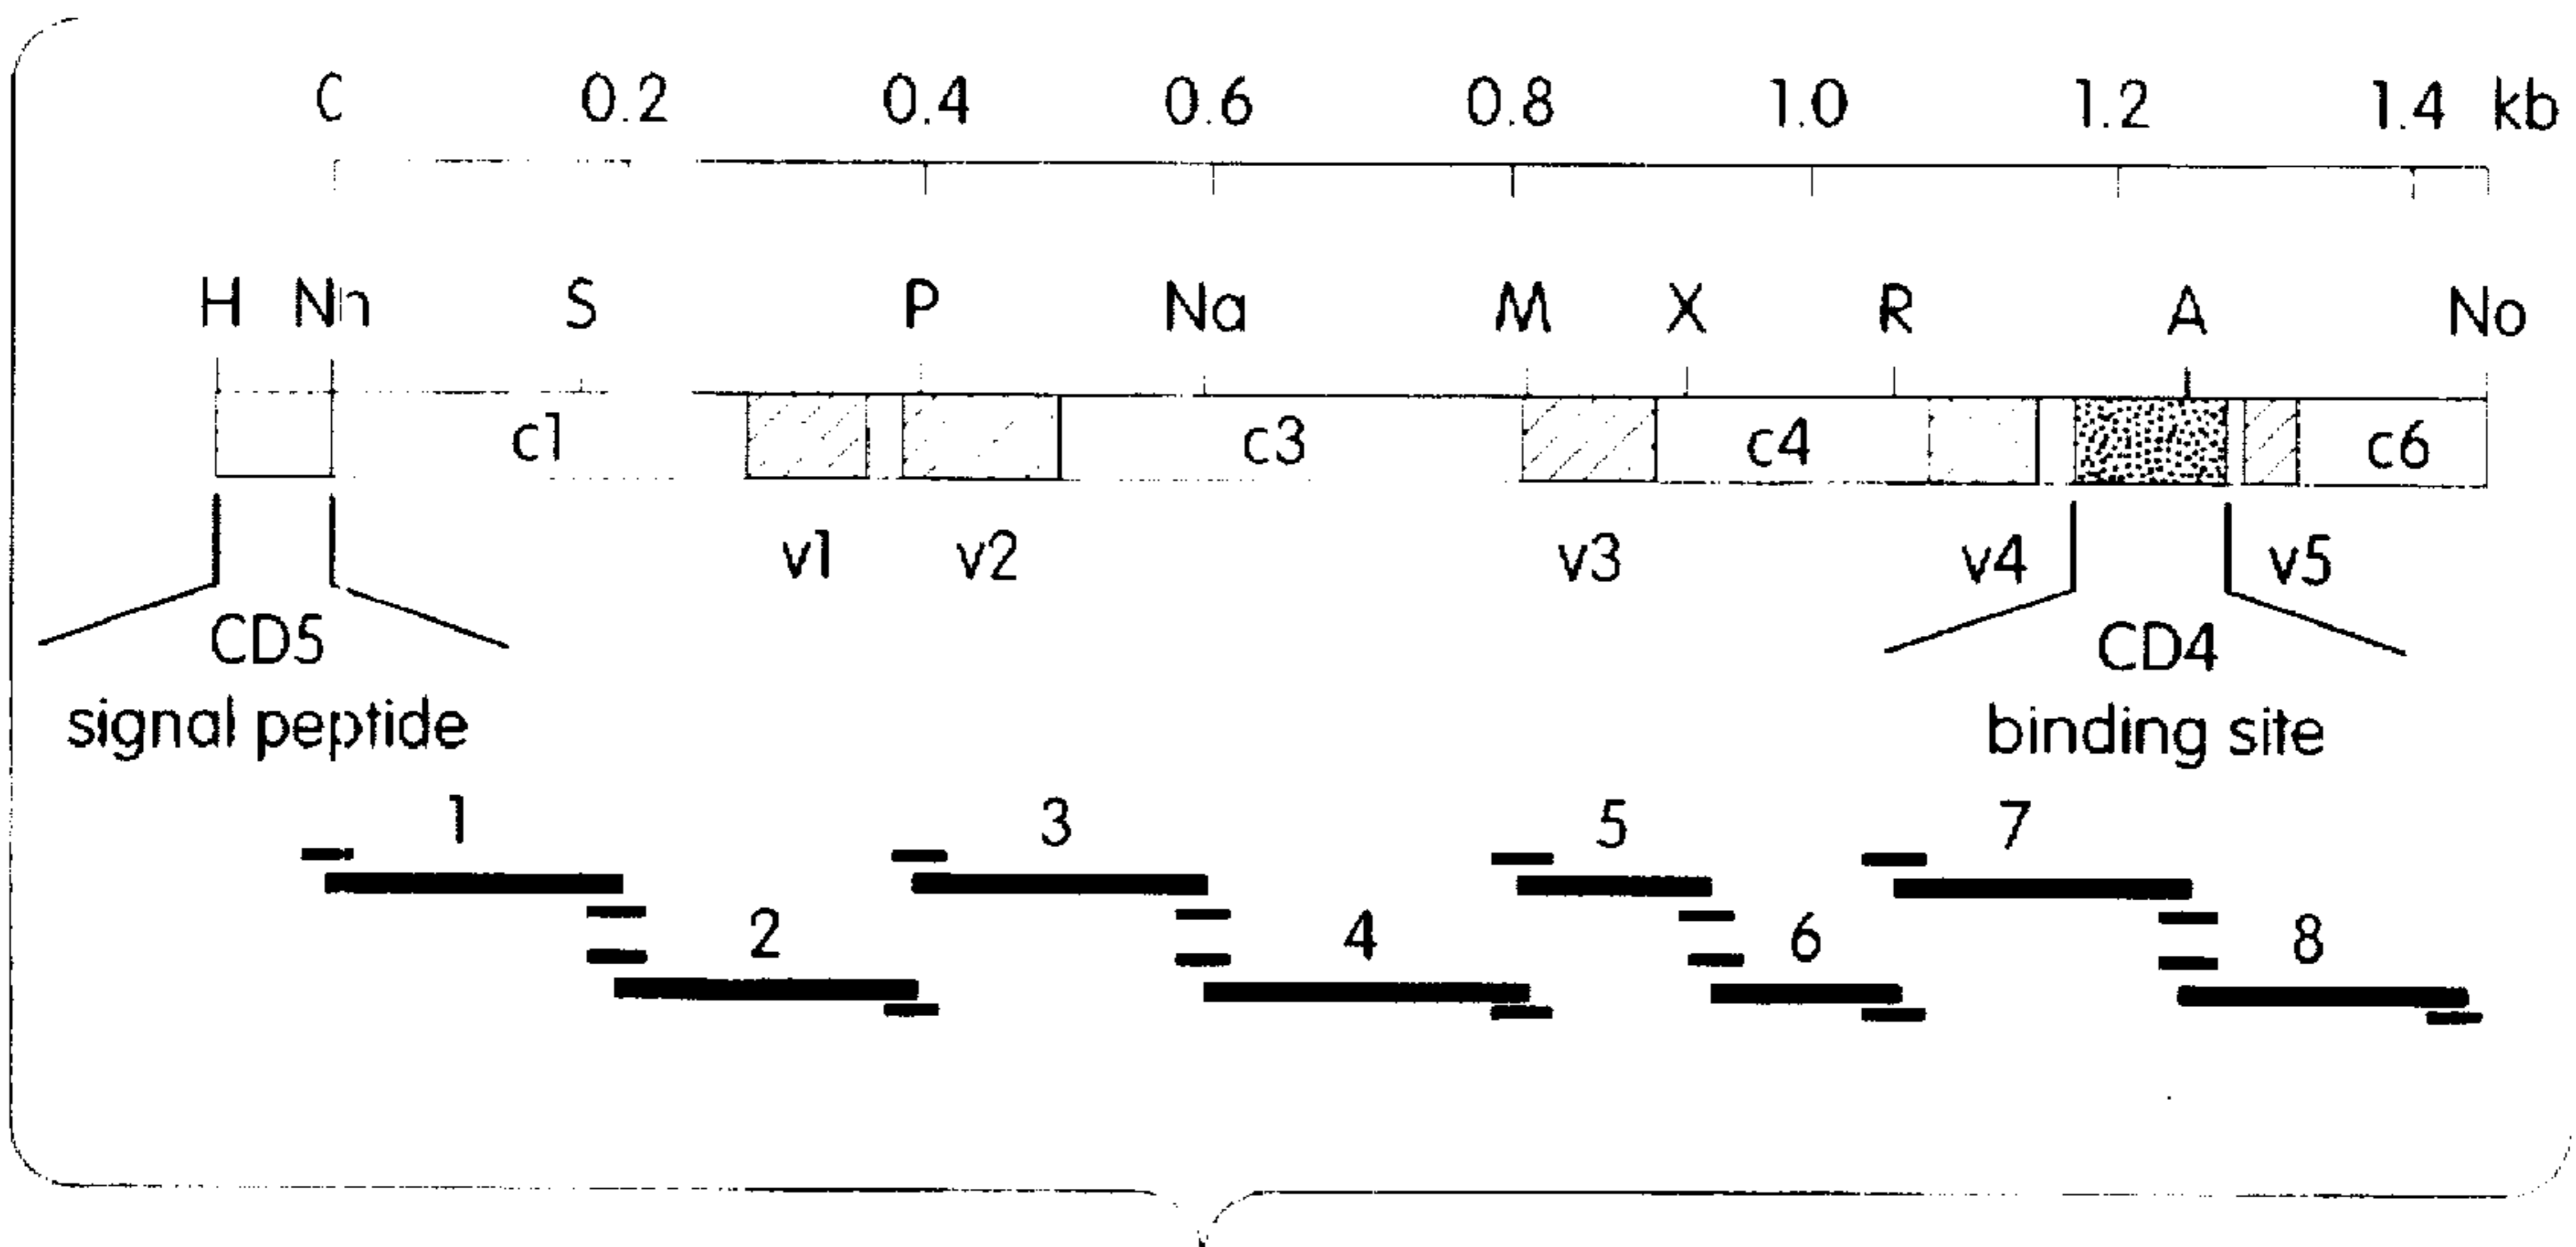 0.2 0.4 0.6 0.8 1.0 1.2 1.4 kb
H Nh S P Na M X R A No
c1 c3 c4 c6
v1 v2 v3 v4 v5
CD5 CD4
signal peptide binding site
1 3 5 7
2 4 6 8